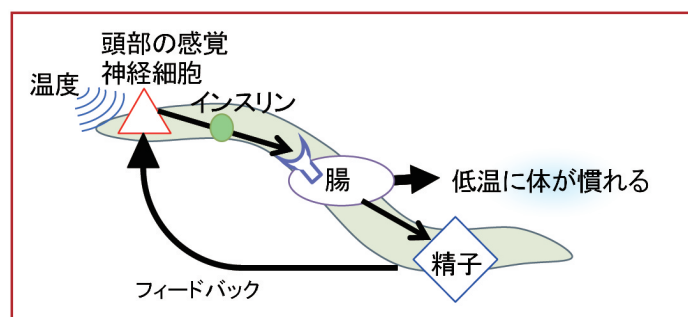 頭部の感覚
神経細胞
温度
インスリン
腸
低温に体が慣れる
精子
フィードバック